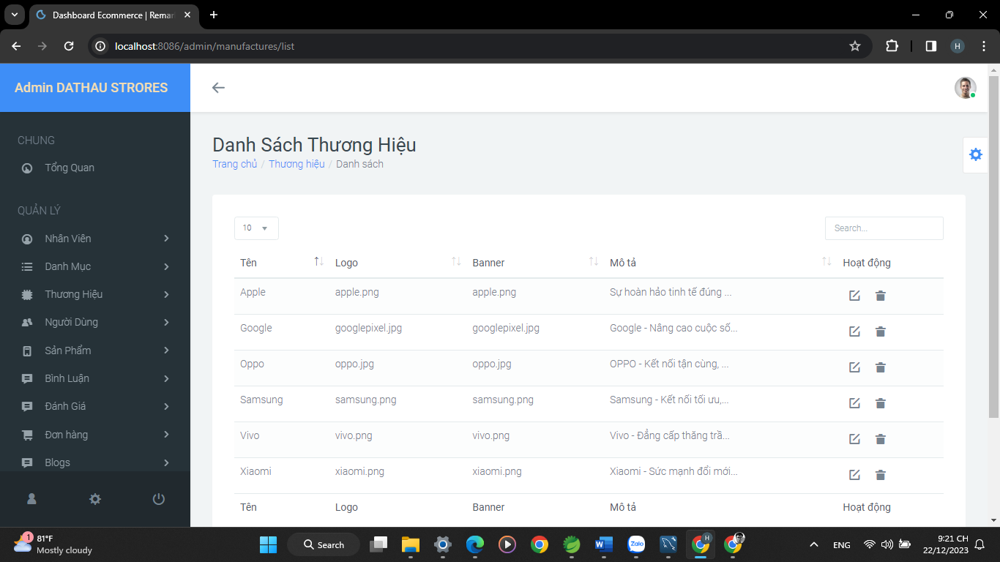 Dashboard Ecommerce | Remar
localhost:8086/admin/manufactures/list
H
Admin DATHAU STRORES
CHUNG
Tổng Quan
QUẢN LÝ
Nhân Viên
Danh Mục
Thương Hiệu
Người Dùng
Sản Phẩm
Bình Luận
Đánh Giá
Đơn hàng
Blogs
Danh Sách Thương Hiệu
Trang chủ / Thương hiệu / Danh sách
10
Search...
Tên Logo Banner Mô tả Hoạt động
Apple apple.png apple.png Sự hoàn hảo tinh tế đúng ...
Google googlepixel.jpg googlepixel.jpg Google - Nâng cao cuộc số...
Oppo oppo.jpg oppo.jpg OPPO - Kết nối tận cùng, ...
Samsung samsung.png samsung.png Samsung - Kết nối tối ưu,...
Vivo vivo.png vivo.png Vivo - Đẳng cấp thăng trầ...
Xiaomi xiaomi.png xiaomi.png Xiaomi - Sức mạnh đổi mới...
Tên Logo Banner Mô tả Hoạt động
1
81°F
Mostly cloudy
Search
W
Zalo
H
ENG
9:21 CH
22/12/2023